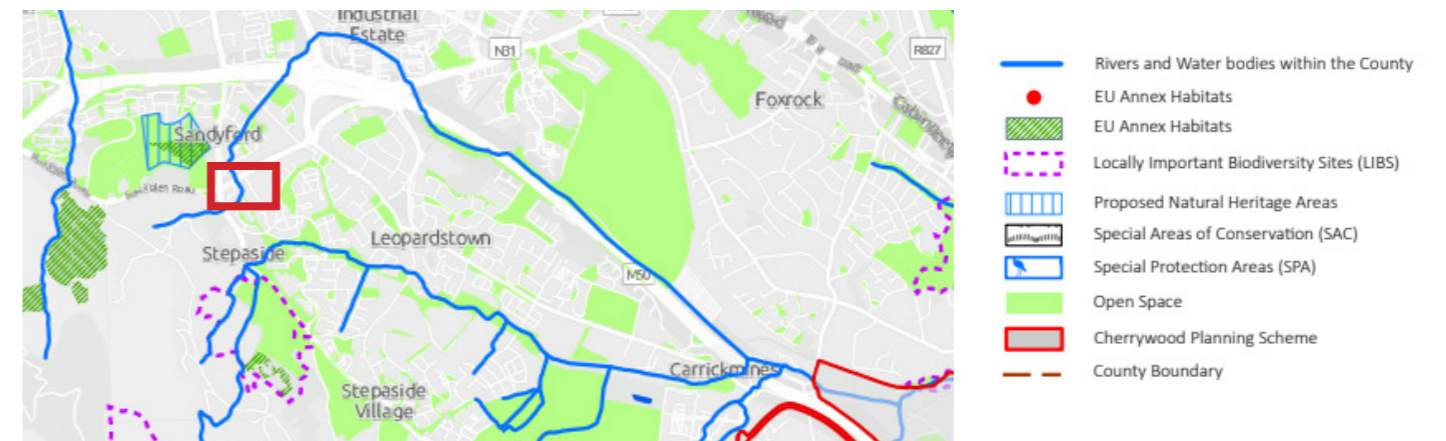 Industrial
Estate
N31
R827
Foxrock
Sandyford
Stepaside
Leopardstown
M50
Carrickmines
Stepaside
Village
Rivers and Water bodies within the County
EU Annex Habitats
EU Annex Habitats
Locally Important Biodiversity Sites (LIBS)
Proposed Natural Heritage Areas
Special Areas of Conservation (SAC)
Special Protection Areas (SPA)
Open Space
Cherrywood Planning Scheme
County Boundary